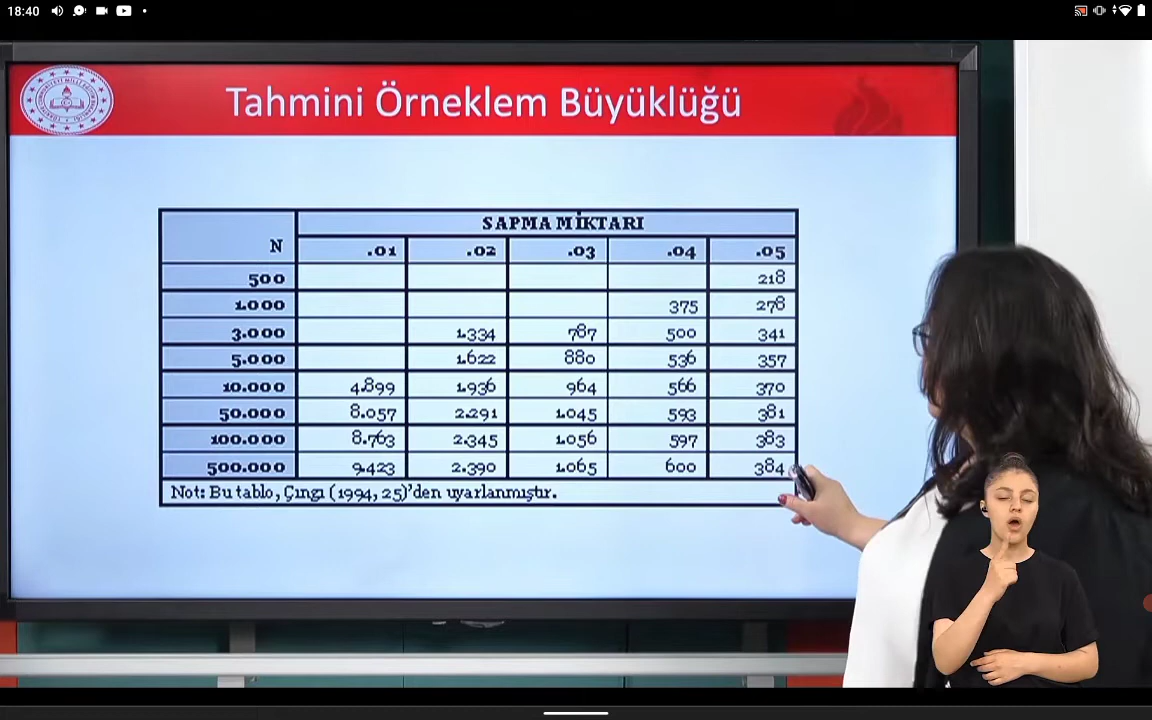 18:40
Tahmini Örneklem Büyüklüğü
SAPMA MİKTARI
N .01 .02 .03 .04 .05
500 218
1.000 375 278
3.000 1.334 787 500 341
5.000 1.622 880 536 357
10.000 4.899 1.936 964 566 370
50.000 8.057 2.291 1.045 593 381
100.000 8.763 2.345 1.056 597 383
500.000 9.423 2.390 1.065 600 384
Not: Bu tablo, Çıngı (1994, 25)'den uyarlanmıştır.